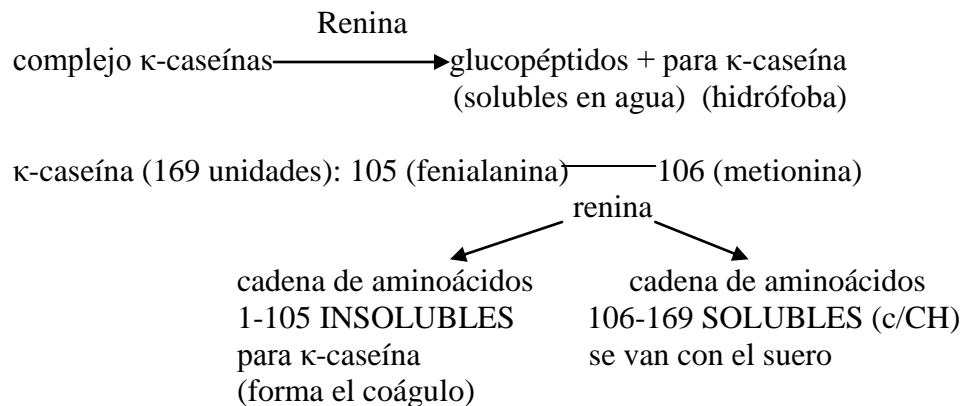 Renina
complejo κ-caseínas glucopéptidos + para κ-caseína
(solubles en agua) (hidrófoba)
κ-caseína (169 unidades): 105 (fenialanina) 106 (metionina)
renina
cadena de aminoácidos cadena de aminoácidos
1-105 INSOLUBLES 106-169 SOLUBLES (c/CH)
para κ-caseína se van con el suero
(forma el coágulo)